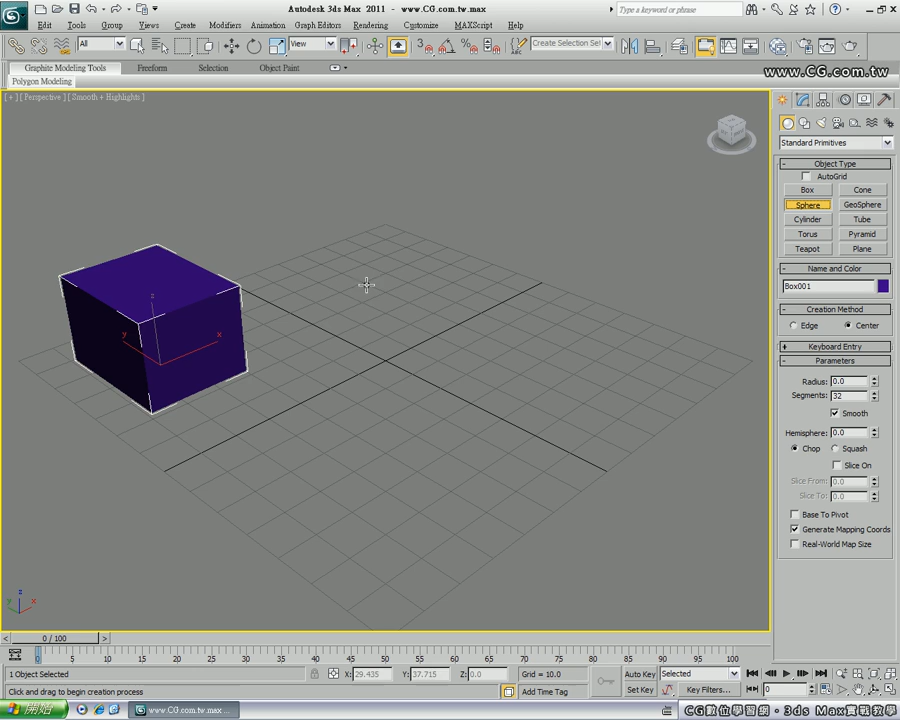 Autodesk 3ds Max 2011 - www.CG.com.tw.max
Type a keyword or phrase
Edit Tools Group Views Create Modifiers Animation Graph Editors Rendering Customize MAXScript Help
All View 3 Create Selection Set
Graphite Modeling Tools Freeform Selection Object Paint
www.CG.com.tw
Polygon Modeling
[ + ] [ Perspective ] [ Smooth + Highlights ]
Standard Primitives
Object Type
AutoGrid
Box Cone
Sphere GeoSphere
Cylinder Tube
Torus Pyramid
Teapot Plane
Name and Color
Box001
Creation Method
Edge Center
Keyboard Entry
Parameters
Radius: 0.0
Segments: 32
Smooth
Hemisphere: 0.0
Chop Squash
Slice On
Slice From: 0.0
Slice To: 0.0
Base To Pivot
Generate Mapping Coords
Real-World Map Size
z
y x
z
y x
0 / 100
0 5 10 15 20 25 30 35 40 45 50 55 60 65 70 75 80 85 90 95 100
1 Object Selected X: 29.435 Y: 37.715 Z: 0.0 Grid = 10.0 Auto Key Selected
Click and drag to begin creation process Add Time Tag Set Key Key Filters... 0
開始 www.CG.com.tw.max ... CG數位學習網 · 3ds Max實戰教學